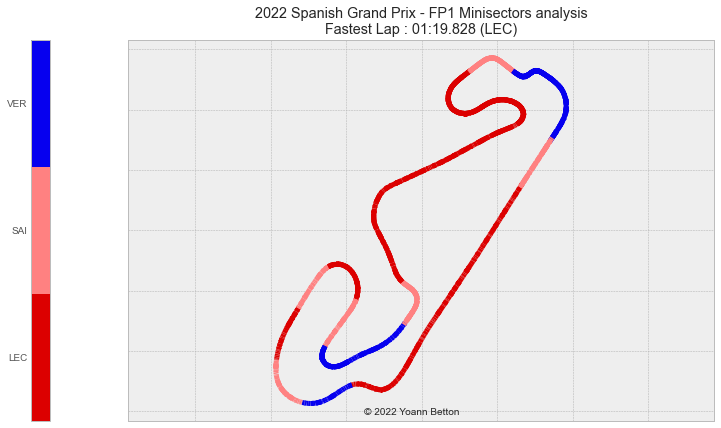 2022 Spanish Grand Prix - FP1 Minisectors analysis
Fastest Lap : 01:19.828 (LEC)
VER
SAI
LEC
© 2022 Yoann Betton